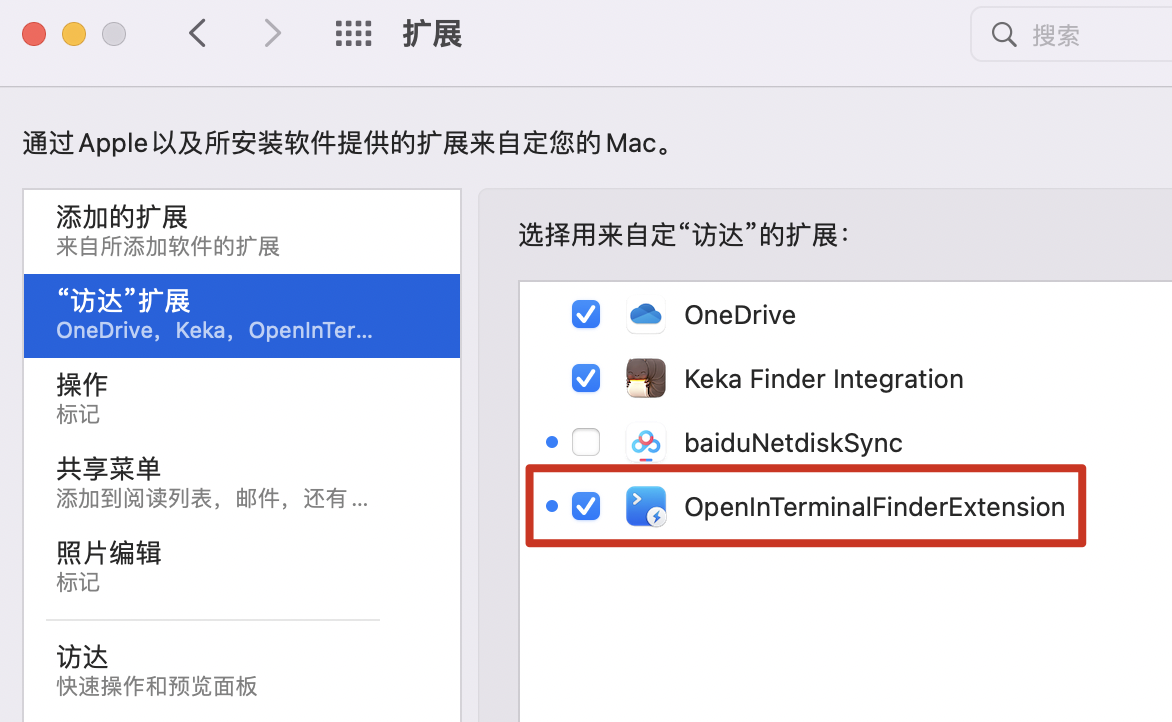 扩展
搜索
通过Apple以及所安装软件提供的扩展来自定您的Mac。
添加的扩展
来自所添加软件的扩展
“访达”扩展
OneDrive，Keka，OpenInTer...
操作
标记
共享菜单
添加到阅读列表，邮件，还有...
照片编辑
标记
访达
快速操作和预览面板
选择用来自定“访达”的扩展：
OneDrive
Keka Finder Integration
baiduNetdiskSync
OpenInTerminalFinderExtension